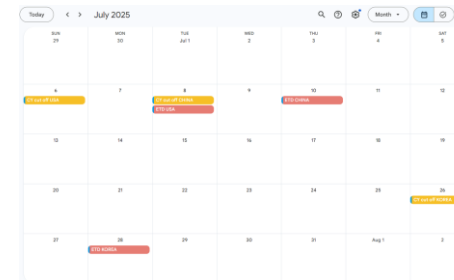 Today
July 2025
Month
SUN MON TUE WED THU FRI SAT
29 30 Jul 1 2 3 4 5
6 7 8 9 10 11 12
CY cut off USA CY cut off CHINA ETD CHINA
ETD USA
13 14 15 16 17 18 19
20 21 22 23 24 25 26
CY cut off KOREA
27 28 29 30 31 Aug 1 2
ETD KOREA